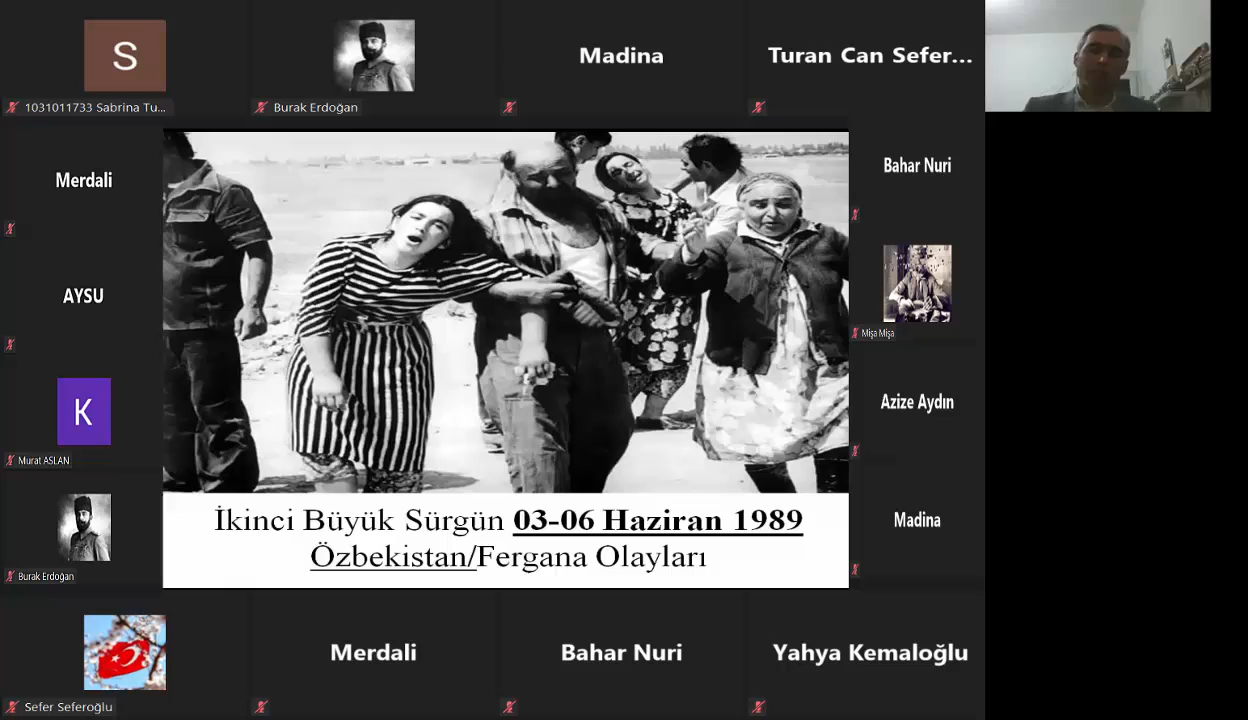 S
1031011733 Sabrina Tu...
Burak Erdoğan
Madina
Turan Can Sefer...
Merdali
AYSU
K
Murat ASLAN
Burak Erdoğan
Bahar Nuri
Mişa Mişa
Azize Aydın
Madina
İkinci Büyük Sürgün 03-06 Haziran 1989
Özbekistan/Fergana Olayları
Sefer Seferoğlu
Merdali
Bahar Nuri
Yahya Kemaloğlu